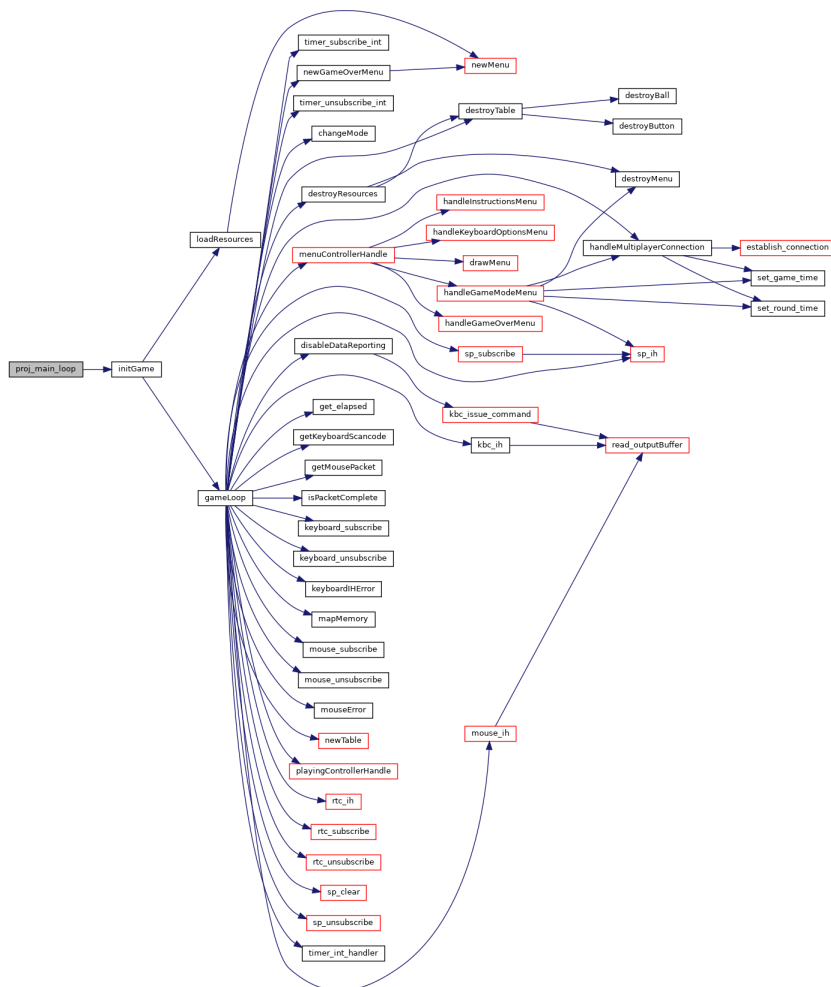 timer_subscribe_int
newMenu
newGameOverMenu
destroyBall
timer_unsubscribe_int
destroyTable
destroyButton
changeMode
destroyMenu
destroyResources
handleInstructionsMenu
handleKeyboardOptionsMenu
loadResources
handleMultiplayerConnection
establish_connection
menuControllerHandle
drawMenu
set_game_time
handleGameModeMenu
set_round_time
handleGameOverMenu
disableDataReporting
sp_subscribe
sp_ih
proj_main_loop
initGame
get_elapsed
kbc_issue_command
getKeyboardScancode
kbc_ih
read_outputBuffer
getMousePacket
gameLoop
isPacketComplete
keyboard_subscribe
keyboard_unsubscribe
keyboardIHError
mapMemory
mouse_subscribe
mouse_unsubscribe
mouseError
mouse_ih
newTable
playingControllerHandle
rtc_ih
rtc_subscribe
rtc_unsubscribe
sp_clear
sp_unsubscribe
timer_int_handler